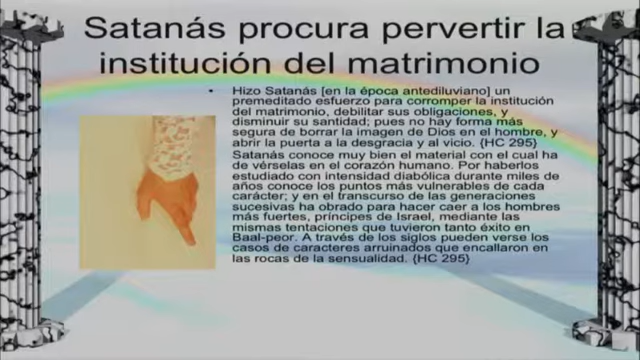 Satanás procura pervertir la
institución del matrimonio
• Hizo Satanás [en la época antediluviano] un
premeditado esfuerzo para corromper la institución
del matrimonio, debilitar sus obligaciones, y
disminuir su santidad; pues no hay forma más
segura de borrar la imagen de Dios en el hombre, y
abrir la puerta a la desgracia y al vicio. {HC 295}
Satanás conoce muy bien el material con el cual ha
de vérselas en el corazón humano. Por haberlos
estudiado con intensidad diabólica durante miles de
años conoce los puntos más vulnerables de cada
carácter; y en el transcurso de las generaciones
sucesivas ha obrado para hacer caer a los hombres
más fuertes, príncipes de Israel, mediante las
mismas tentaciones que tuvieron tanto éxito en
Baal-peor. A través de los siglos pueden verse los
casos de caracteres arruinados que encallaron en
las rocas de la sensualidad. {HC 295}